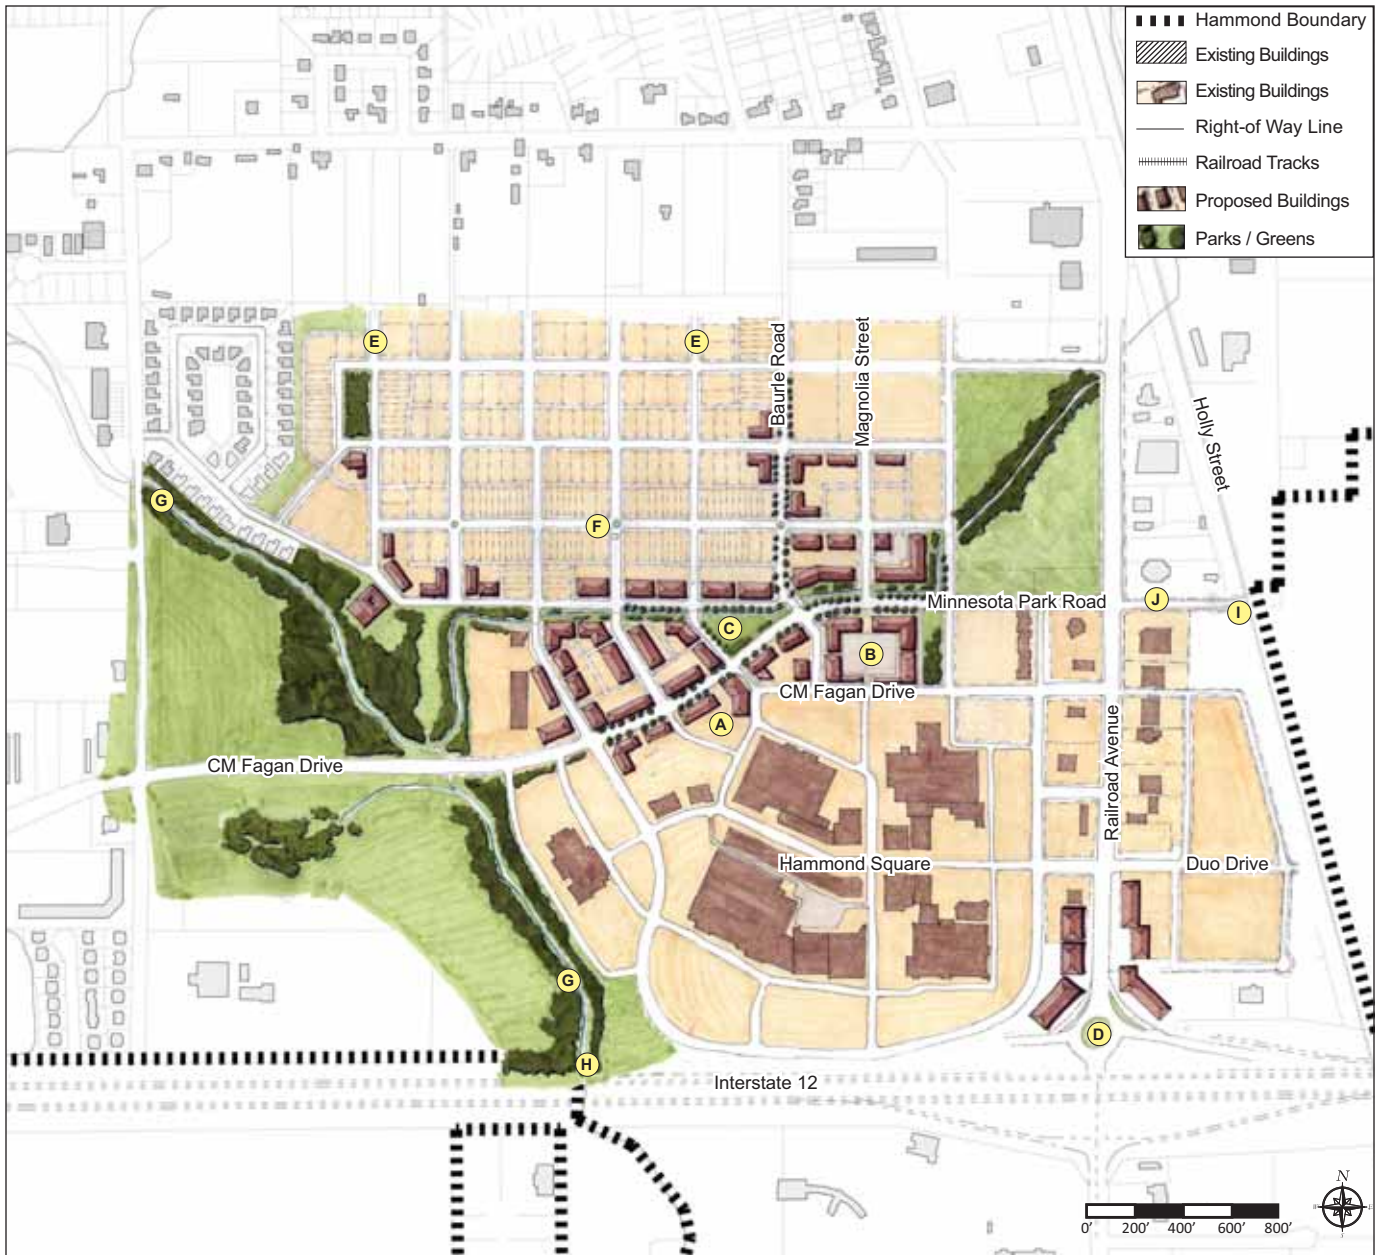 Hammond Boundary
Existing Buildings
Existing Buildings
Right-of Way Line
Railroad Tracks
Proposed Buildings
Parks / Greens
E
E
Baurle Road
Magnolia Street
Holly Street
G
F
Minnesota Park Road
J
I
C
B
CM Fagan Drive
A
CM Fagan Drive
Railroad Avenue
Hammond Square
Duo Drive
G
D
H
Interstate 12
N
0'
200'
400'
600'
800'